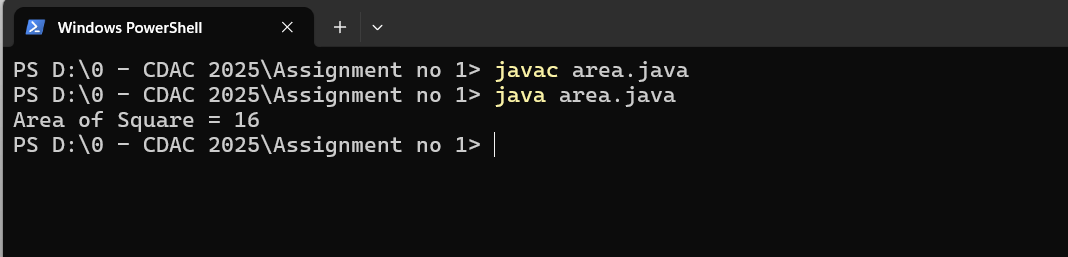 Windows PowerShell
PS D:\0 - CDAC 2025\Assignment no 1> javac area.java
PS D:\0 - CDAC 2025\Assignment no 1> java area.java
Area of Square = 16
PS D:\0 - CDAC 2025\Assignment no 1>